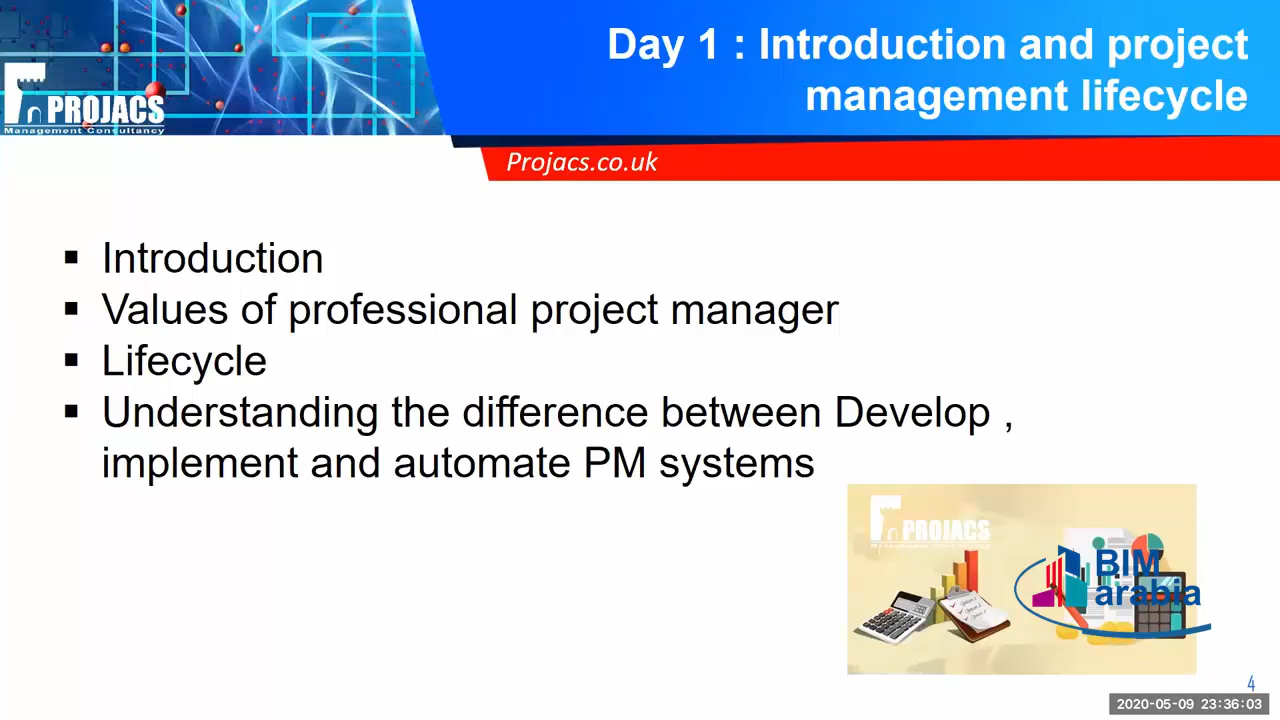 Day 1 : Introduction and project
management lifecycle
PROJACS
Management Consultancy
Projacs.co.uk
Introduction
Values of professional project manager
Lifecycle
Understanding the difference between Develop ,
implement and automate PM systems
PROJACS
BIM
arabia
4
2020-05-09 23:36:03